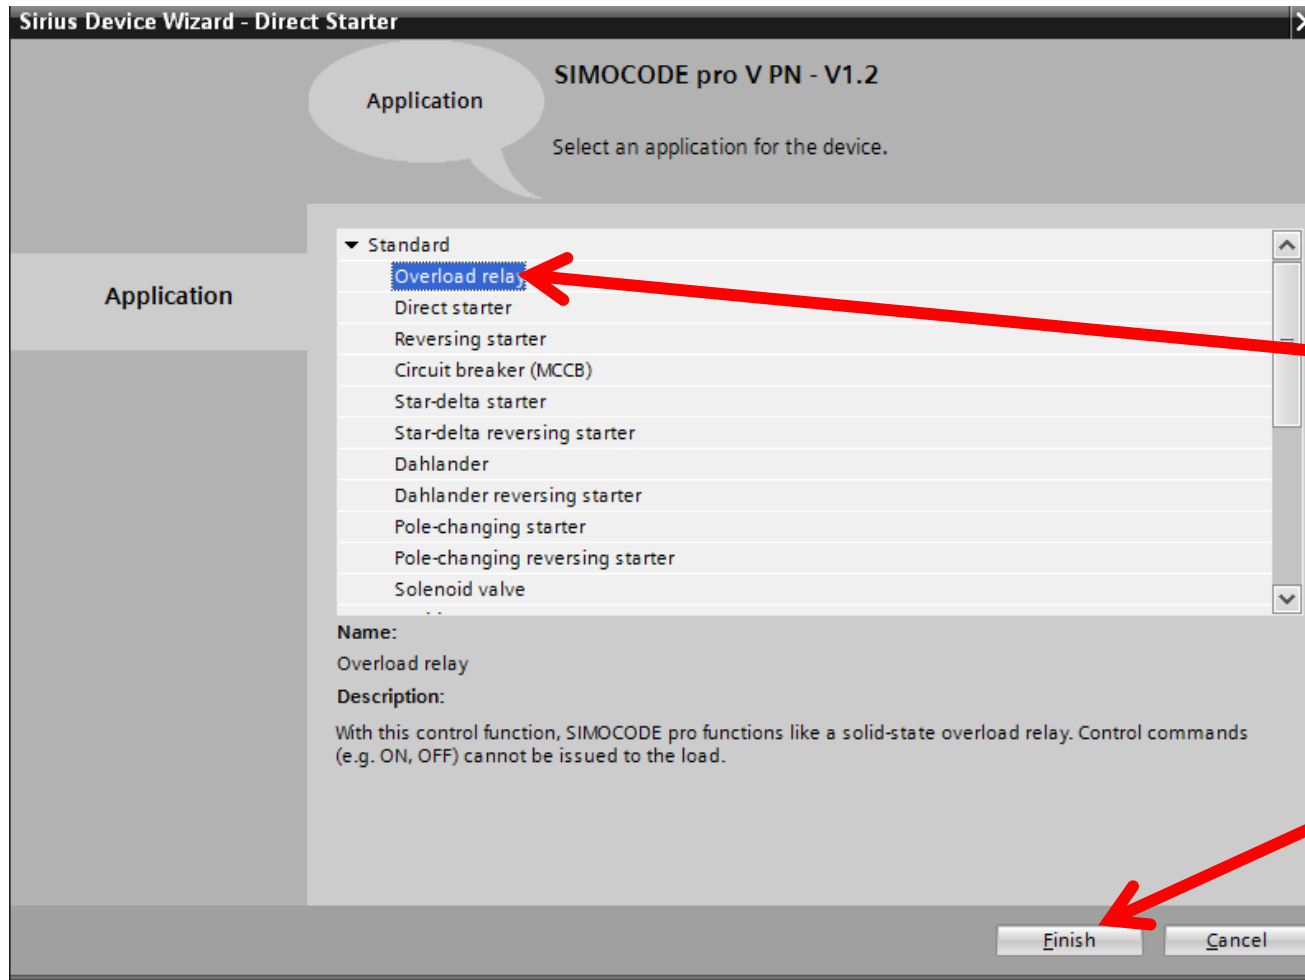 Sirius Device Wizard - Direct Starter
Application
SIMOCODE pro V PN - V1.2
Select an application for the device.
Application
Standard
Overload relay
Direct starter
Reversing starter
Circuit breaker (MCCB)
Star-delta starter
Star-delta reversing starter
Dahlander
Dahlander reversing starter
Pole-changing starter
Pole-changing reversing starter
Solenoid valve
Name:
Overload relay
Description:
With this control function, SIMOCODE pro functions like a solid-state overload relay. Control commands
(e.g. ON, OFF) cannot be issued to the load.
Finish
Cancel